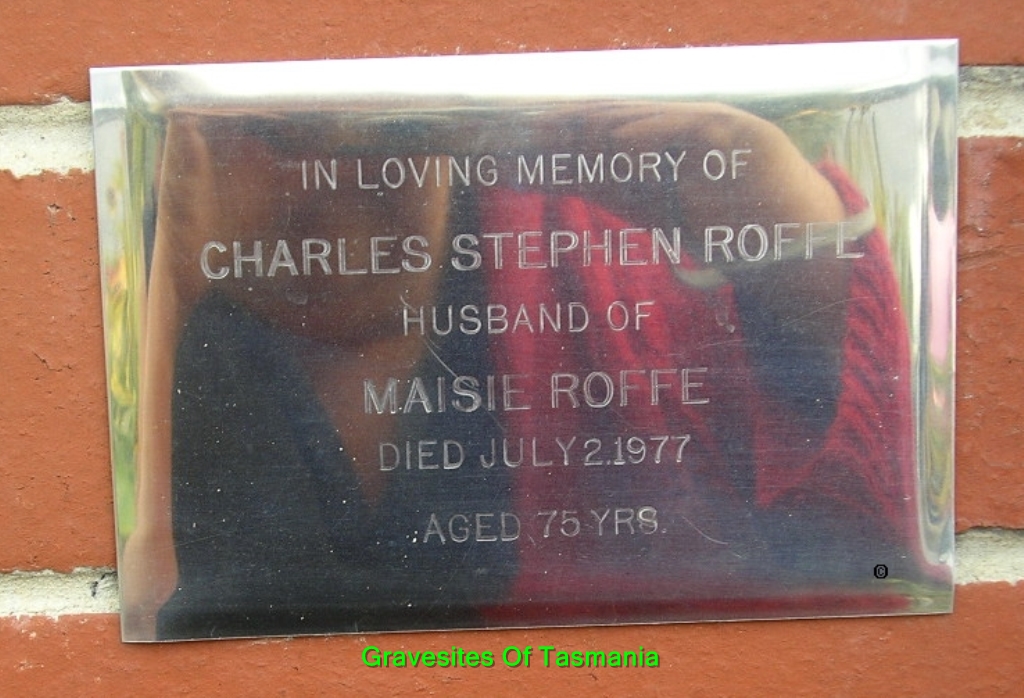 IN LOVING MEMORY OF
CHARLES STEPHEN ROFFE
HUSBAND OF
MAISIE ROFFE
DIED JULY 2.1977
AGED 75 YRS.
©
Gravesites Of Tasmania